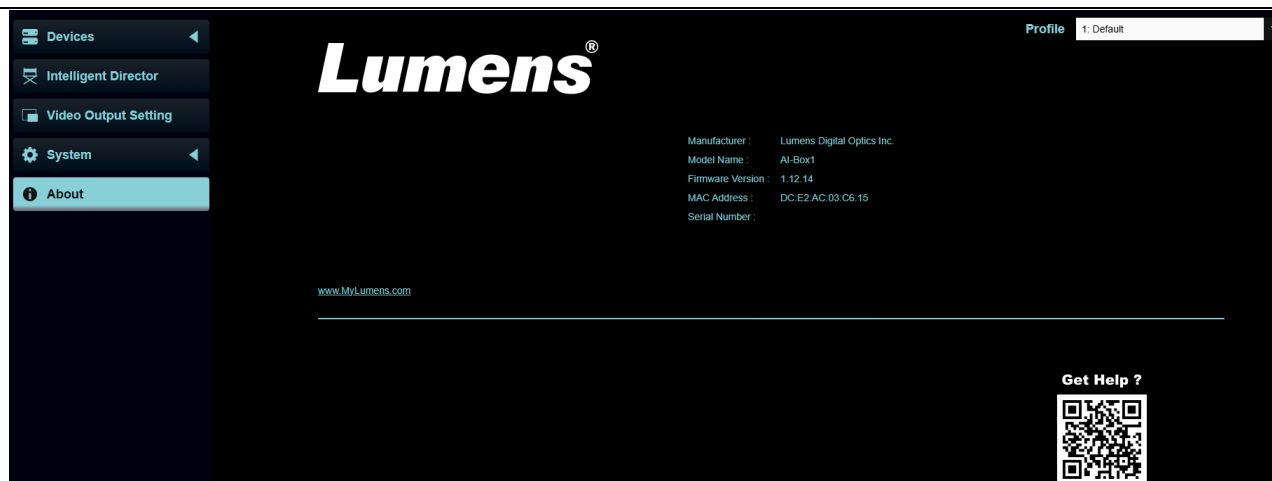 Devices
Intelligent Director
Video Output Setting
System
About
Profile 1: Default
Lumens®
Manufacturer : Lumens Digital Optics Inc.
Model Name : AI-Box1
Firmware Version : 1.12.14
MAC Address : DC:E2:AC:03:C6:15
Serial Number :
www.MyLumens.com
Get Help ?